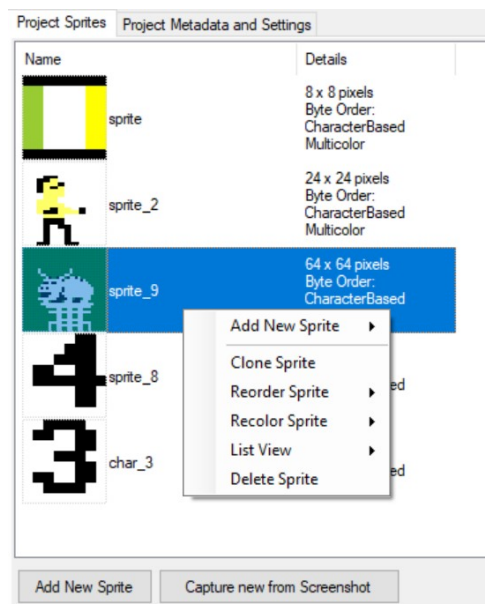 Project Sprites Project Metadata and Settings
Name Details
sprite
8 x 8 pixels
Byte Order:
CharacterBased
Multicolor
sprite_2
24 x 24 pixels
Byte Order:
CharacterBased
Multicolor
sprite_9
64 x 64 pixels
Byte Order:
CharacterBased
Add New Sprite
Clone Sprite
Reorder Sprite
Recolor Sprite
List View
Delete Sprite
4
sprite_8
ed
3
char_3
ed
Add New Sprite Capture new from Screenshot